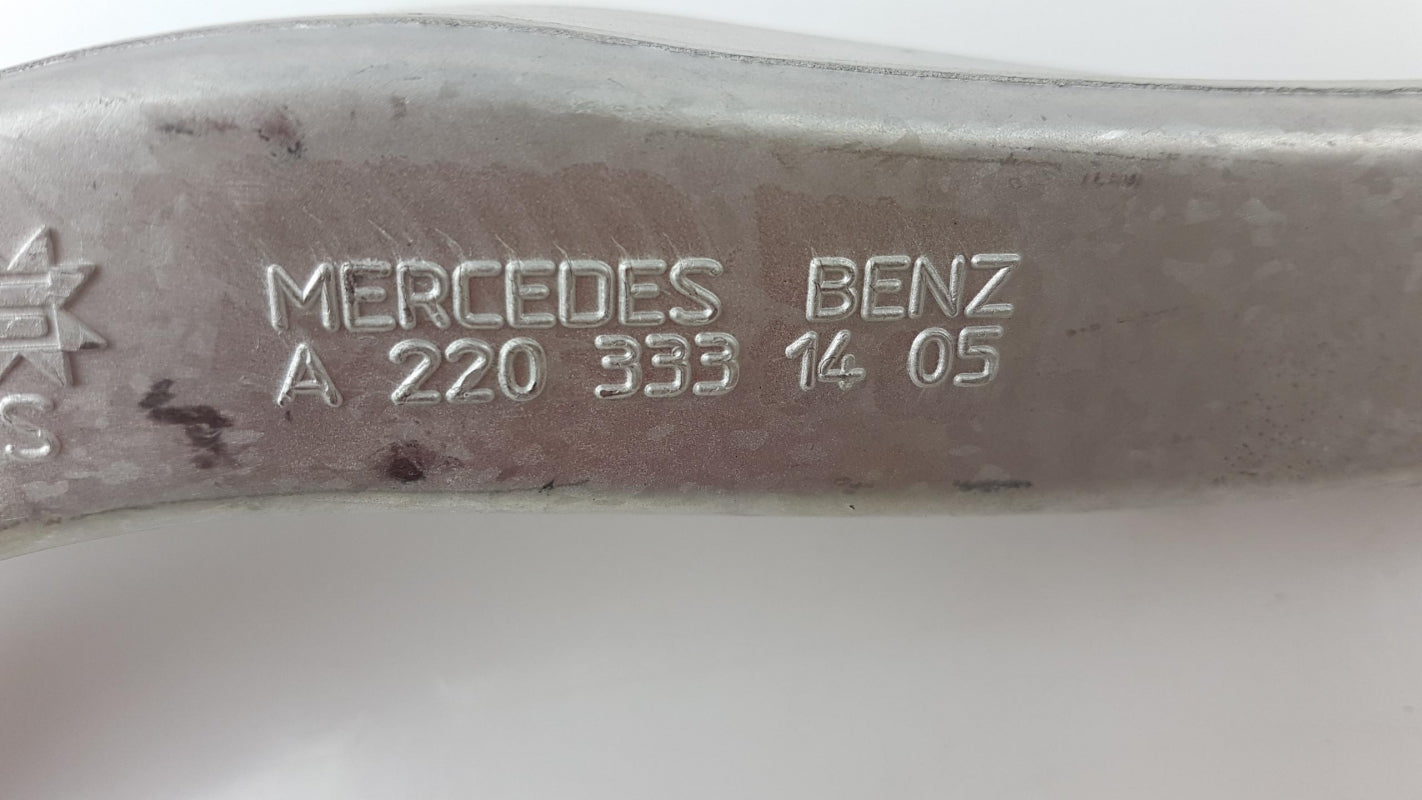 MERCEDES BENZ
A 220 333 14 05
S